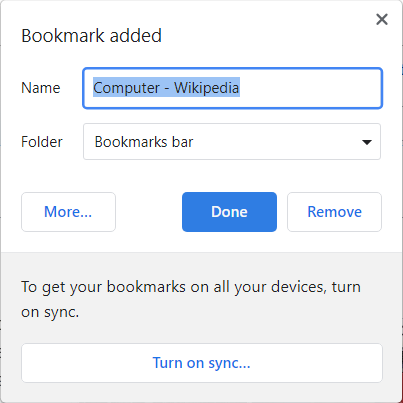 Bookmark added
Name Computer - Wikipedia
Folder Bookmarks bar
More... Done Remove
To get your bookmarks on all your devices, turn
on sync.
Turn on sync...